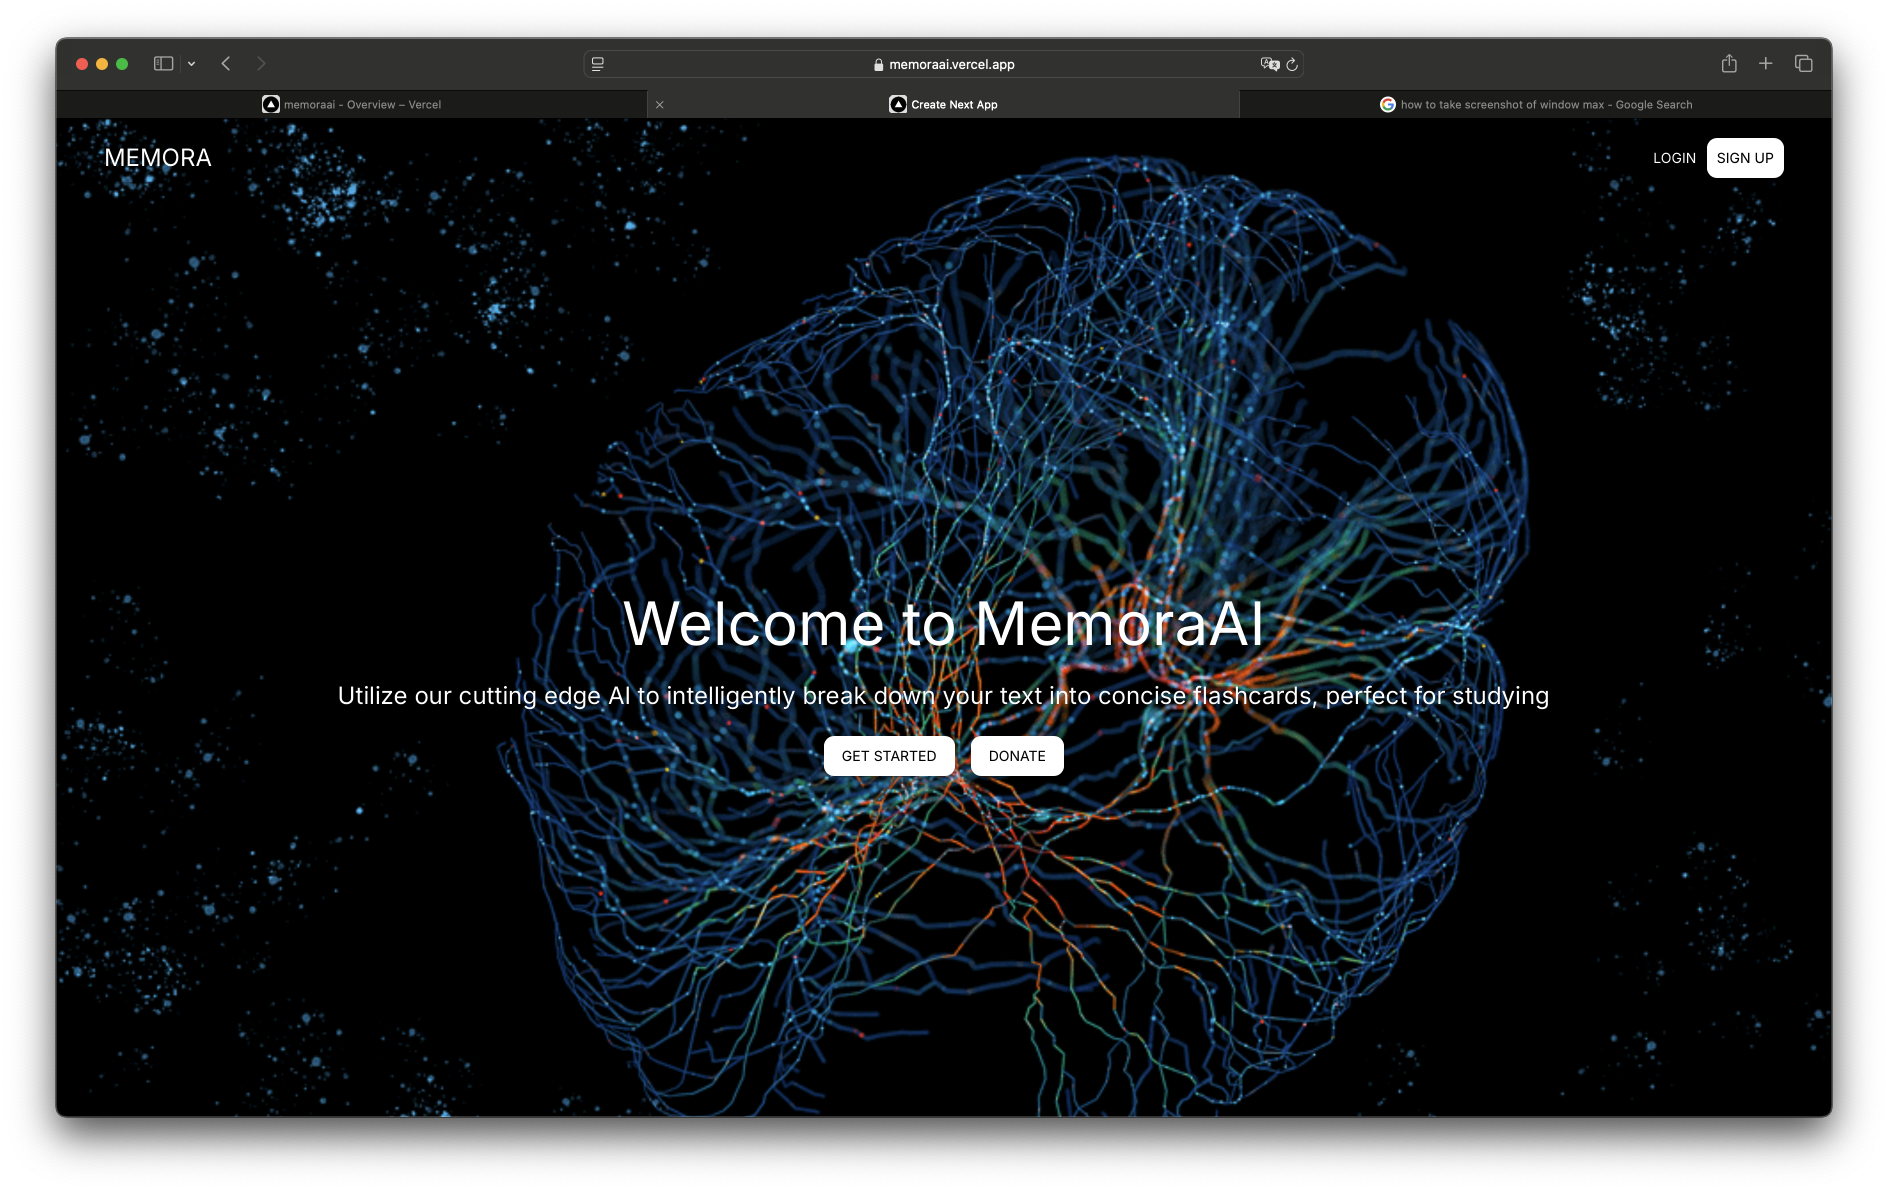 memoraai.vercel.app
memoraai - Overview – Vercel
Create Next App
how to take screenshot of window max - Google Search
MEMORA
LOGIN
SIGN UP
Welcome to MemoraAI
Utilize our cutting edge AI to intelligently break down your text into concise flashcards, perfect for studying
GET STARTED
DONATE